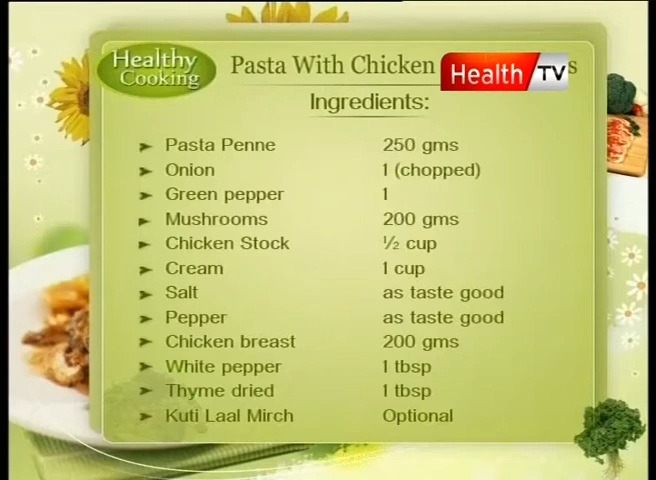 Healthy
Cooking
Pasta With Chicken
Health TV
Ingredients:
Pasta Penne 250 gms
Onion 1 (chopped)
Green pepper 1
Mushrooms 200 gms
Chicken Stock ½ cup
Cream 1 cup
Salt as taste good
Pepper as taste good
Chicken breast 200 gms
White pepper 1 tbsp
Thyme dried 1 tbsp
Kuti Laal Mirch Optional